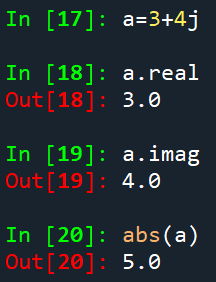 In [17]: a=3+4j
In [18]: a.real
Out[18]: 3.0
In [19]: a.imag
Out[19]: 4.0
In [20]: abs(a)
Out[20]: 5.0